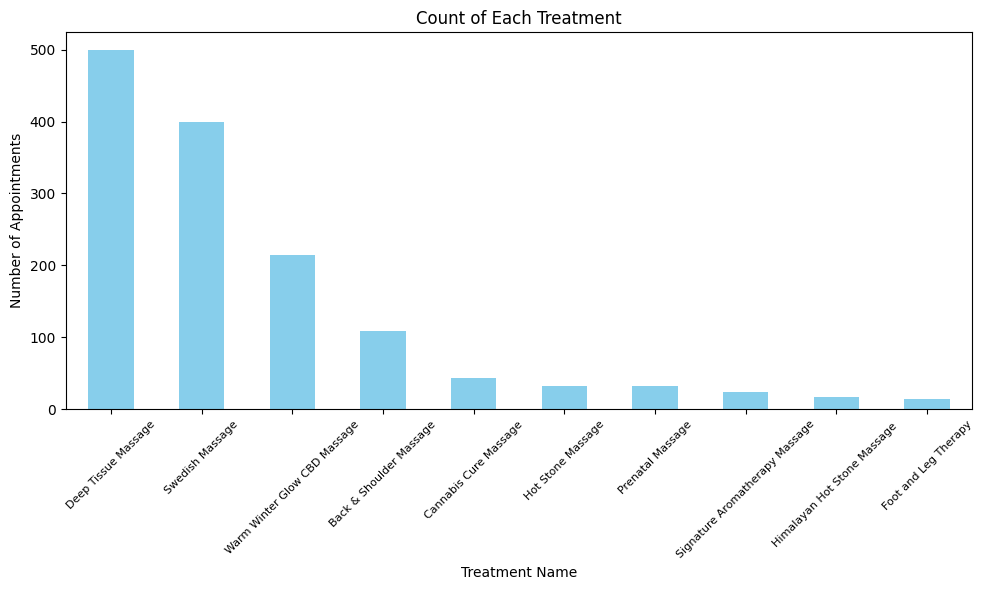 Count of Each Treatment
Number of Appointments
500
400
300
200
100
0
Deep Tissue Massage
Swedish Massage
Warm Winter Glow CBD Massage
Back & Shoulder Massage
Cannabis Cure Massage
Hot Stone Massage
Prenatal Massage
Signature Aromatherapy Massage
Himalayan Hot Stone Massage
Foot and Leg Therapy
Treatment Name